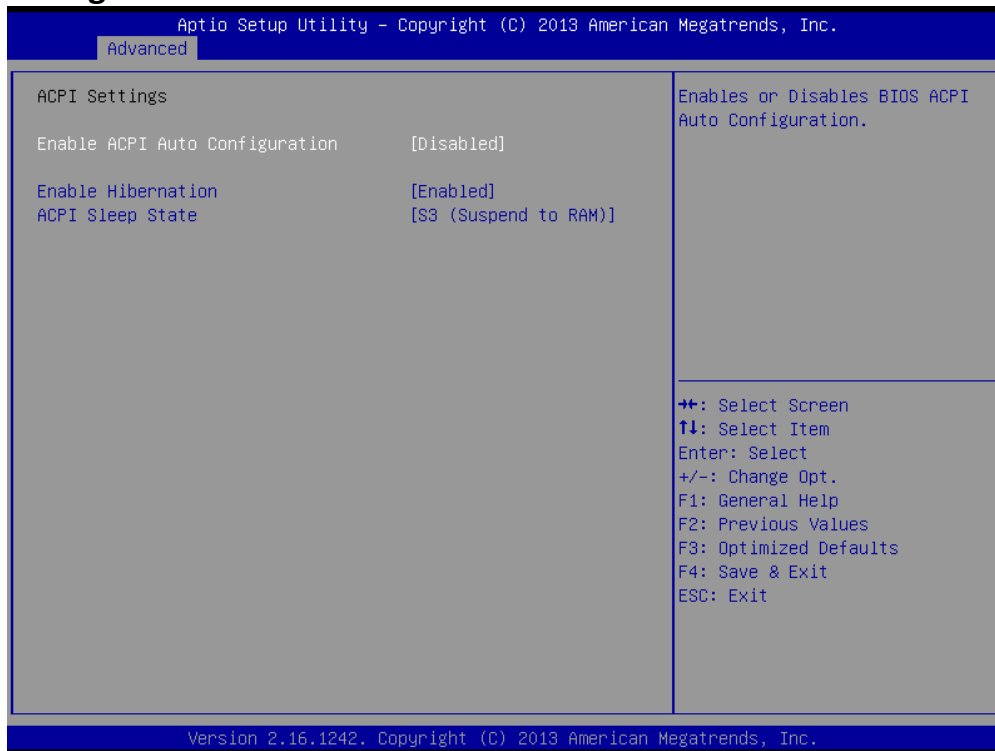 Aptio Setup Utility – Copyright (C) 2013 American Megatrends, Inc.
Advanced
ACPI Settings
Enable ACPI Auto Configuration [Disabled]
Enable Hibernation [Enabled]
ACPI Sleep State [S3 (Suspend to RAM)]
Enables or Disables BIOS ACPI
Auto Configuration.
→←: Select Screen
↑↓: Select Item
Enter: Select
+/-: Change Opt.
F1: General Help
F2: Previous Values
F3: Optimized Defaults
F4: Save & Exit
ESC: Exit
Version 2.16.1242. Copyright (C) 2013 American Megatrends, Inc.